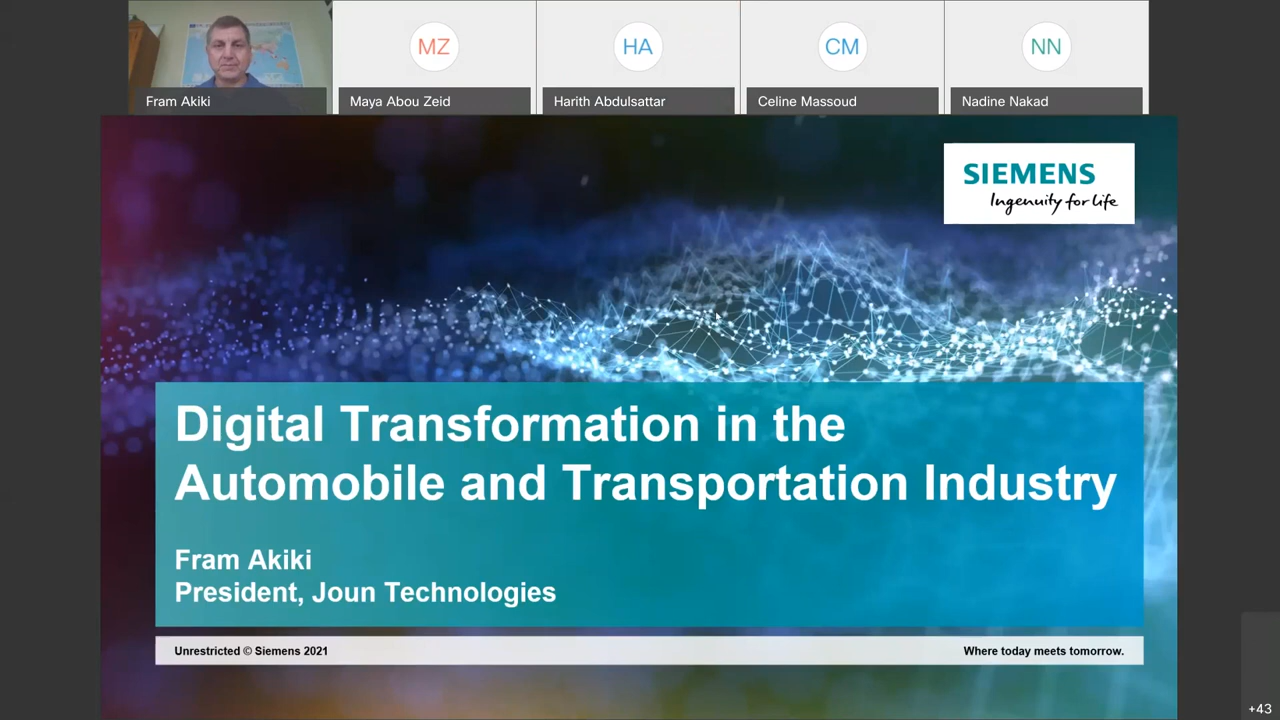 MZ
HA
CM
NN
Fram Akiki
Maya Abou Zeid
Harith Abdulsattar
Celine Massoud
Nadine Nakad
SIEMENS
Ingenuity for life
Digital Transformation in the
Automobile and Transportation Industry
Fram Akiki
President, Joun Technologies
Unrestricted © Siemens 2021
Where today meets tomorrow.
+43